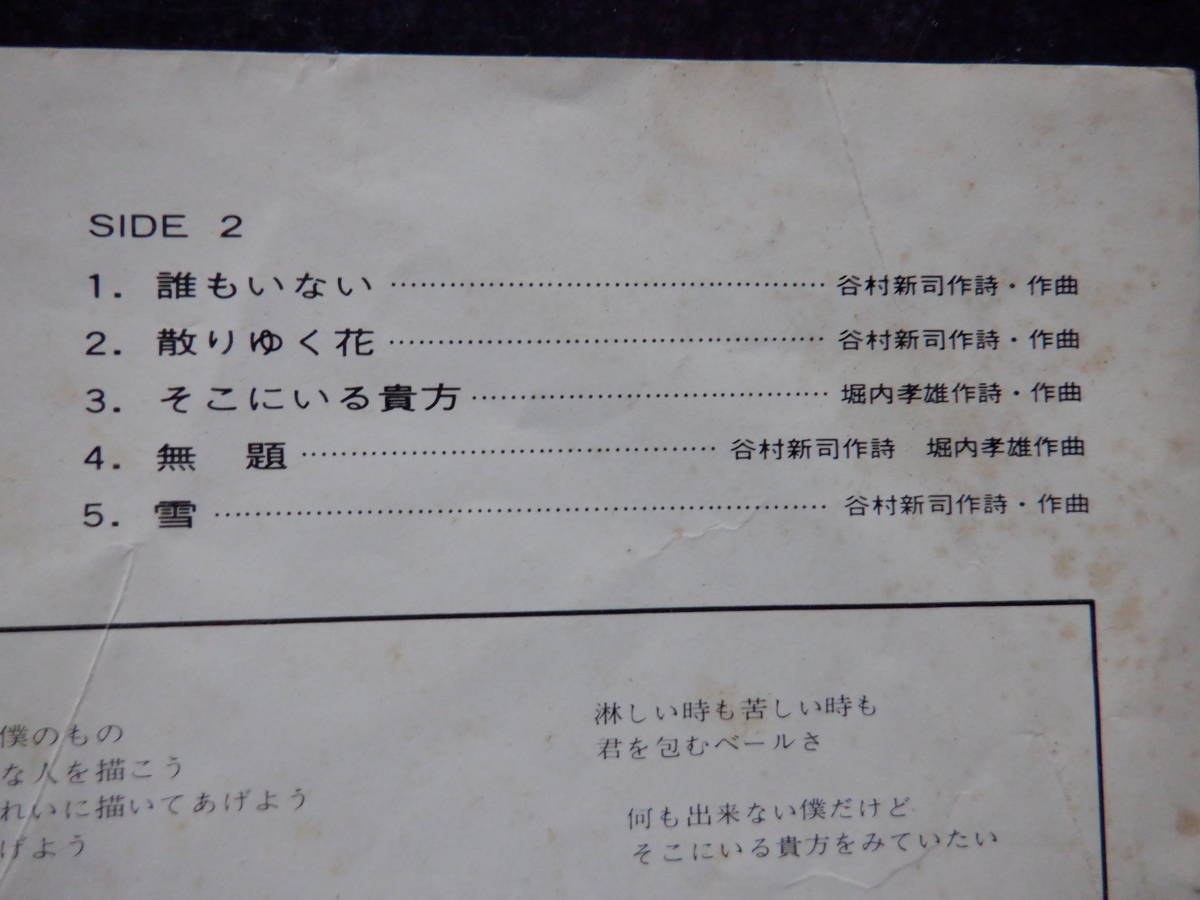 SIDE 2
1. 誰もいない……………………………………谷村新司作詩・作曲
2. 散りゆく花……………………………………谷村新司作詩・作曲
3. そこにいる貴方………………………………堀内孝雄作詩・作曲
4. 無　題…………………………………谷村新司作詩　堀内孝雄作曲
5. 雪……………………………………………………谷村新司作詩・作曲
僕のもの
な人を描こう
れいに描いてあげよう
げよう
淋しい時も苦しい時も
君を包むベールさ
何も出来ない僕だけど
そこにいる貴方をみていたい